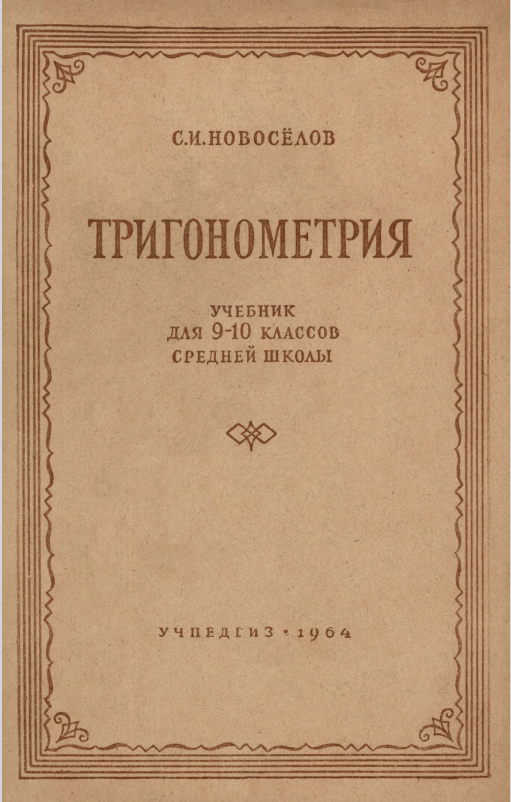 С.И.НОВОСЁЛОВ
ТРИГОНОМЕТРИЯ
УЧЕБНИК
ДЛЯ 9-10 КЛАССОВ
СРЕДНЕЙ ШКОЛЫ
УЧПЕДГИЗ • 1964